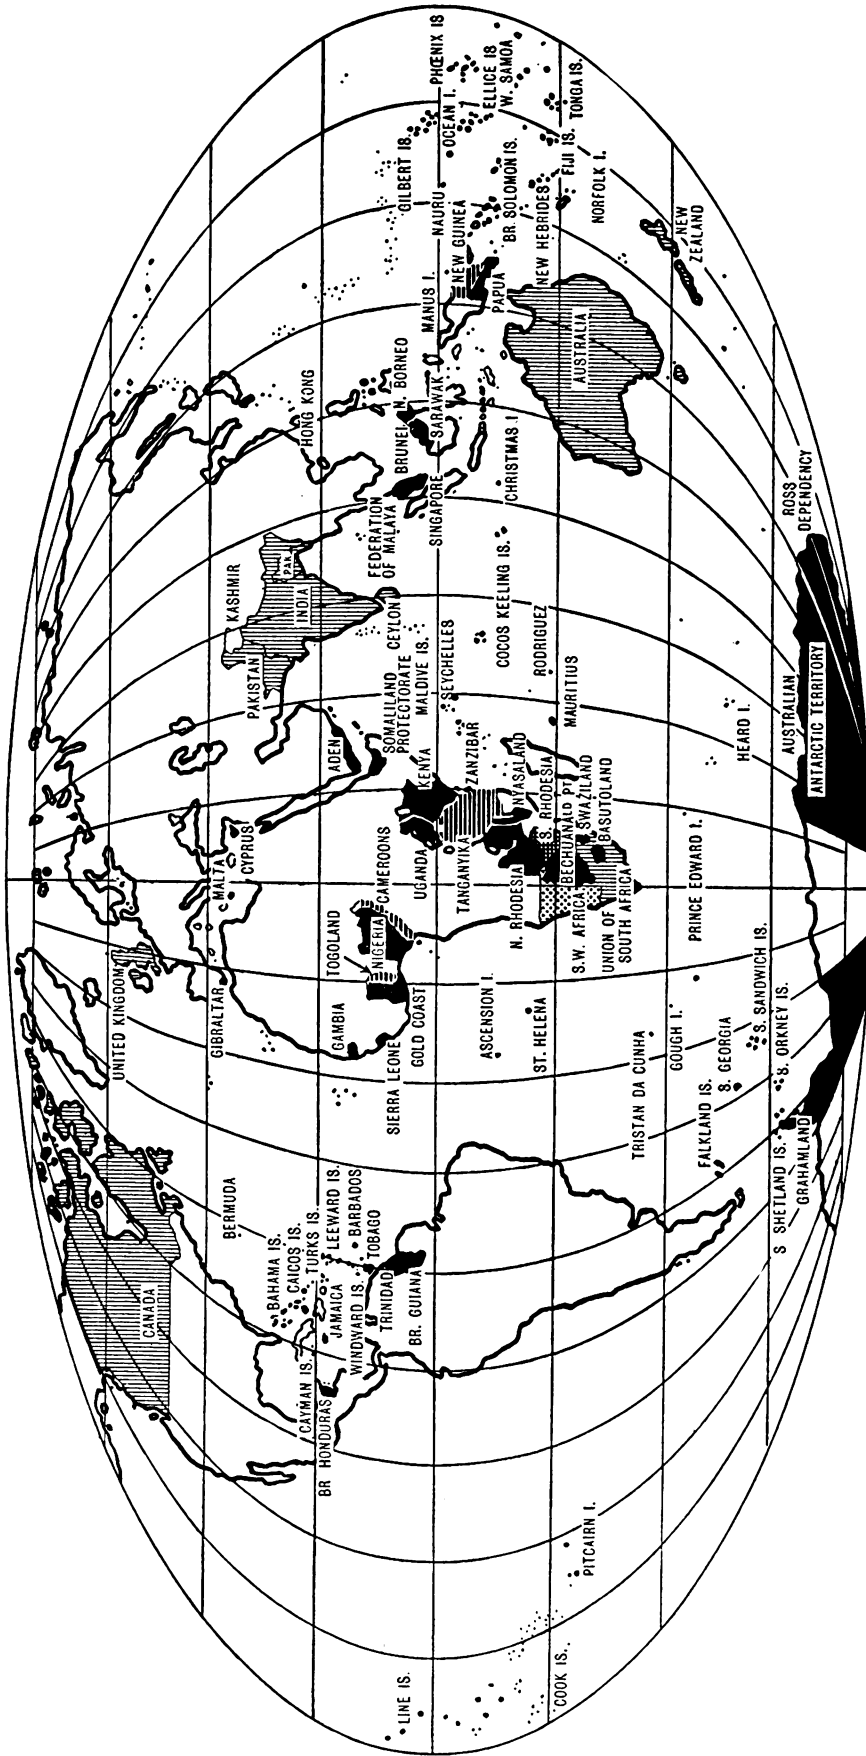 CANADA
BERMUDA
BAHAMA IS.
CAICOS IS.
TURKS IS.
LEEWARD IS.
BARBADOS
TOBAGO
CAYMAN IS.
JAMAICA
WINDWARD IS.
TRINIDAD
BR HONDURAS
BR. GUIANA
LINE IS.
COOK IS.
PITCAIRN I.
UNITED KINGDOM
GIBRALTAR
MALTA
CYPRUS
GAMBIA
SIERRA LEONE
GOLD COAST
TOGOLAND
NIGERIA
CAMEROONS
ASCENSION I.
ST. HELENA
TRISTAN DA CUNHA
GOUGH I.
FALKLAND IS.
S. GEORGIA
S. SANDWICH IS.
S. ORKNEY IS.
S SHETLAND IS.
GRAHAMLAND
UGANDA
KENYA
TANGANYIKA
ZANZIBAR
N. RHODESIA
NYASALAND
S. RHODESIA
S.W. AFRICA
BECHUANALD PT.
SWAZILAND
BASUTOLAND
UNION OF
SOUTH AFRICA
PRINCE EDWARD I.
ADEN
SOMALILAND
PROTECTORATE
PAKISTAN
KASHMIR
INDIA
PAK.
CEYLON
MALDIVE IS.
SEYCHELLES
COCOS KEELING IS.
RODRIGUEZ
MAURITIUS
HEARD I.
AUSTRALIAN
ANTARCTIC TERRITORY
ROSS
DEPENDENCY
HONG KONG
FEDERATION
OF MALAYA
SINGAPORE
BRUNEI
N. BORNEO
SARAWAK
CHRISTMAS I
AUSTRALIA
MANUS I.
NEW GUINEA
PAPUA
NAURU
GILBERT IS.
OCEAN I.
PHŒNIX IS
ELLICE IS
W. SAMOA
TONGA IS.
BR. SOLOMON IS.
NEW HEBRIDES
FIJI IS.
NORFOLK I.
NEW
ZEALAND